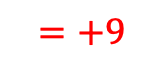 = +9